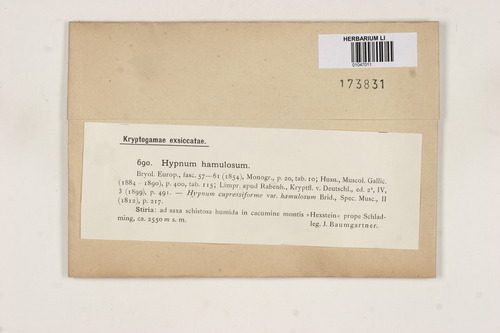 HERBARIUM LI
01047011
173831
Kryptogamae exsiccatae.
690. Hypnum hamulosum.
Bryol. Europ., fasc. 57—61 (1854), Monogr., p. 20, tab. 10; Husn., Muscol. Gallic.
(1884—1890), p. 400, tab. 115; Limpr. apud Rabenh., Kryptfl. v. Deutschl., ed. 2ª, IV,
3 (1899), p. 491. — Hypnum cupressiforme var. hamulosum Brid., Spec. Musc., II
(1812), p. 217.
Stiria: ad saxa schistosa humida in cacumine montis »Hexstein« prope Schlad-
ming, ca. 2550 m s. m. leg. J. Baumgartner.